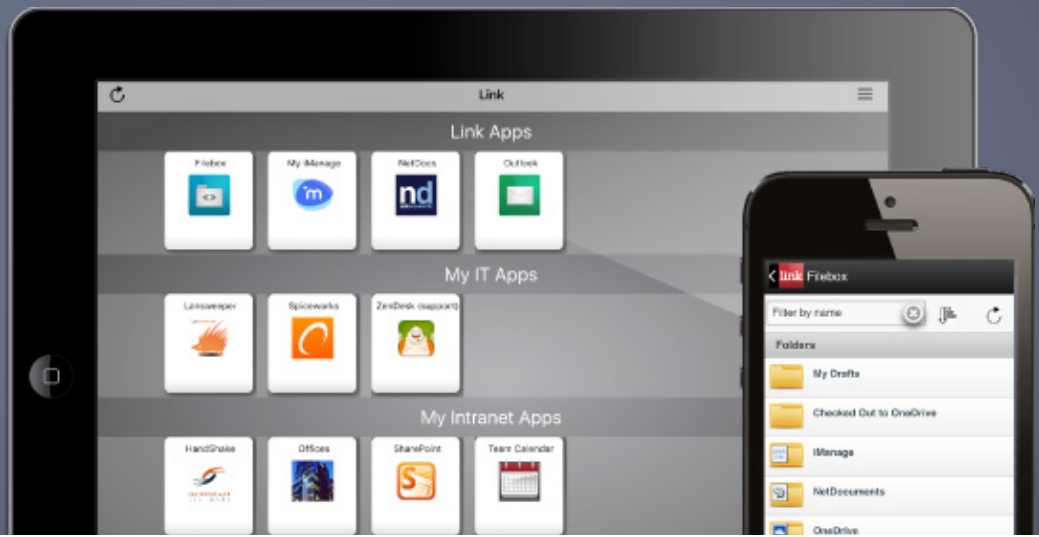 Link
Link Apps
Filebox
My iManage
NetDocs
Outlook
m
nd
My IT Apps
Lansweeper
Spiceworks
ZenDesk (support)
My Intranet Apps
HandShake
Offices
SharePoint
Team Calendar
S
link Filebox
Filter by name
Folders
My Drafts
Checked Out to OneDrive
iManage
NetDocuments
OneDrive